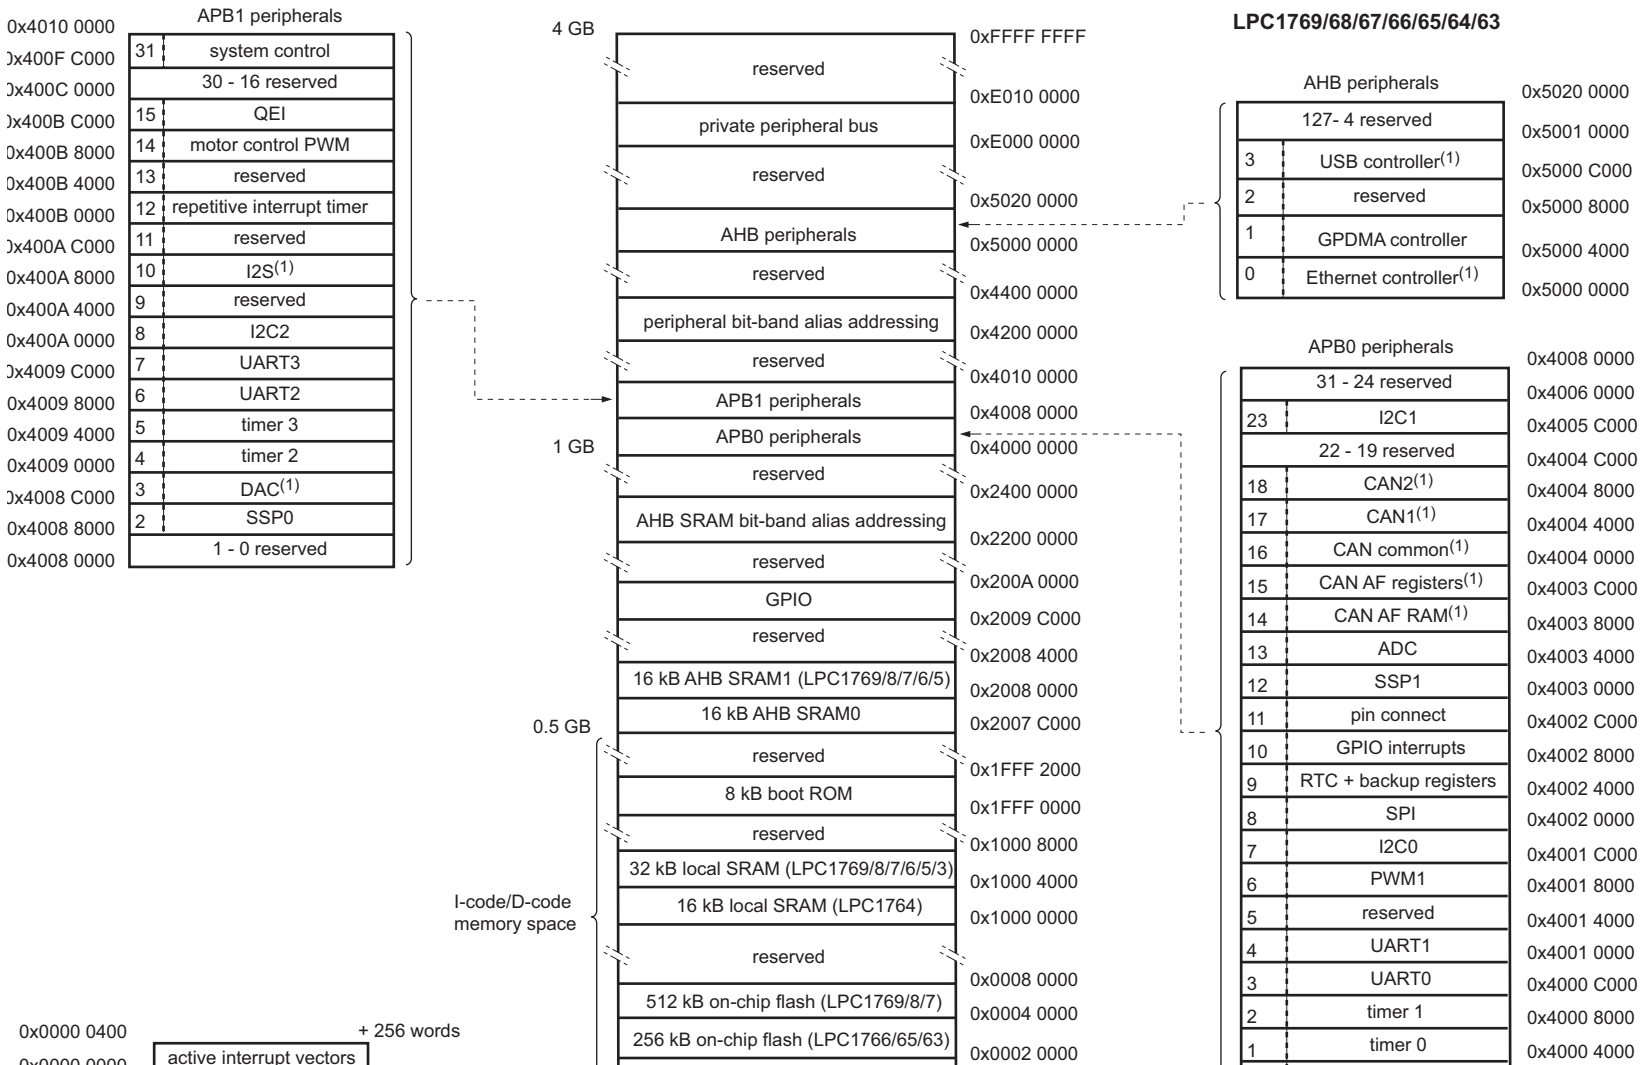 LPC1769/68/67/66/65/64/63
APB1 peripherals
0x4010 0000
31 system control
0x400F C000
30 - 16 reserved
0x400C 0000
15 QEI
0x400B C000
14 motor control PWM
0x400B 8000
13 reserved
0x400B 4000
12 repetitive interrupt timer
0x400B 0000
11 reserved
0x400A C000
10 I2S(1)
0x400A 8000
9 reserved
0x400A 4000
8 I2C2
0x400A 0000
7 UART3
0x4009 C000
6 UART2
0x4009 8000
5 timer 3
0x4009 4000
4 timer 2
0x4009 0000
3 DAC(1)
0x4008 C000
2 SSP0
0x4008 8000
1 - 0 reserved
0x4008 0000
0x0000 0400
+ 256 words
active interrupt vectors
0x0000 0000
4 GB
0xFFFF FFFF
reserved
0xE010 0000
private peripheral bus
0xE000 0000
reserved
0x5020 0000
AHB peripherals
0x5000 0000
reserved
0x4400 0000
peripheral bit-band alias addressing
0x4200 0000
reserved
0x4010 0000
APB1 peripherals
0x4008 0000
APB0 peripherals
1 GB
0x4000 0000
reserved
0x2400 0000
AHB SRAM bit-band alias addressing
0x2200 0000
reserved
0x200A 0000
GPIO
0x2009 C000
reserved
0x2008 4000
16 kB AHB SRAM1 (LPC1769/8/7/6/5)
0x2008 0000
16 kB AHB SRAM0
0x2007 C000
0.5 GB
reserved
0x1FFF 2000
8 kB boot ROM
0x1FFF 0000
reserved
0x1000 8000
32 kB local SRAM (LPC1769/8/7/6/5/3)
0x1000 4000
16 kB local SRAM (LPC1764)
0x1000 0000
I-code/D-code
memory space
reserved
0x0008 0000
512 kB on-chip flash (LPC1769/8/7)
0x0004 0000
256 kB on-chip flash (LPC1766/65/63)
0x0002 0000
AHB peripherals
0x5020 0000
127- 4 reserved
0x5001 0000
3 USB controller(1)
0x5000 C000
2 reserved
0x5000 8000
1 GPDMA controller
0x5000 4000
0 Ethernet controller(1)
0x5000 0000
APB0 peripherals
0x4008 0000
31 - 24 reserved
0x4006 0000
23 I2C1
0x4005 C000
22 - 19 reserved
0x4004 C000
18 CAN2(1)
0x4004 8000
17 CAN1(1)
0x4004 4000
16 CAN common(1)
0x4004 0000
15 CAN AF registers(1)
0x4003 C000
14 CAN AF RAM(1)
0x4003 8000
13 ADC
0x4003 4000
12 SSP1
0x4003 0000
11 pin connect
0x4002 C000
10 GPIO interrupts
0x4002 8000
9 RTC + backup registers
0x4002 4000
8 SPI
0x4002 0000
7 I2C0
0x4001 C000
6 PWM1
0x4001 8000
5 reserved
0x4001 4000
4 UART1
0x4001 0000
3 UART0
0x4000 C000
2 timer 1
0x4000 8000
1 timer 0
0x4000 4000